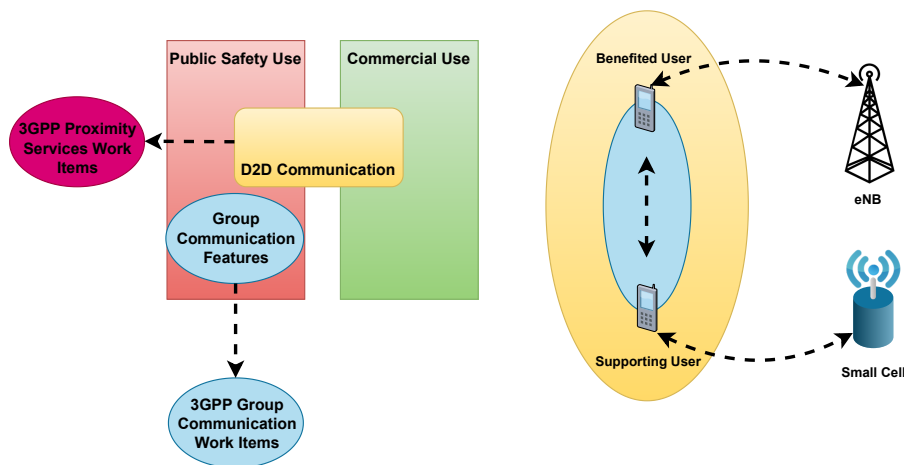 Public Safety Use
Commercial Use
3GPP Proximity
Services Work
Items
D2D Communication
Group
Communication
Features
3GPP Group
Communication
Work Items
Benefited User
eNB
Supporting User
Small Cell